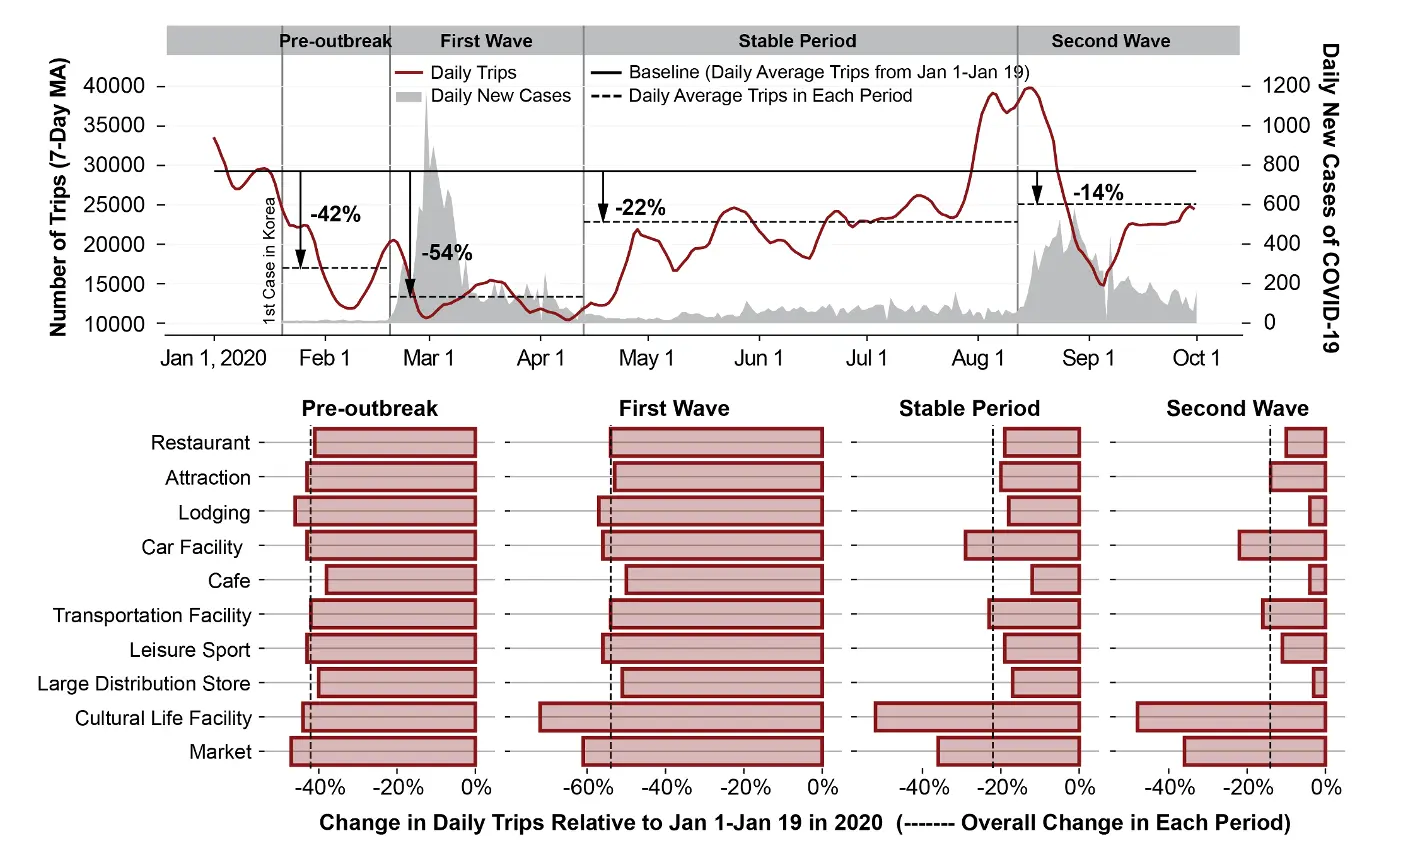 Pre-outbreak First Wave Stable Period Second Wave
Number of Trips (7-Day MA)
Daily New Cases of COVID-19
Daily Trips
Daily New Cases
Baseline (Daily Average Trips from Jan 1-Jan 19)
Daily Average Trips in Each Period
40000
35000
30000
25000
20000
15000
10000
1200
1000
800
600
400
200
0
1st Case in Korea
-42%
-54%
-22%
-14%
Jan 1, 2020 Feb 1 Mar 1 Apr 1 May 1 Jun 1 Jul 1 Aug 1 Sep 1 Oct 1
Pre-outbreak First Wave Stable Period Second Wave
Restaurant
Attraction
Lodging
Car Facility
Cafe
Transportation Facility
Leisure Sport
Large Distribution Store
Cultural Life Facility
Market
-40% -20% 0% -60% -40% -20% 0% -40% -20% 0% -40% -20% 0%
Change in Daily Trips Relative to Jan 1-Jan 19 in 2020 (------- Overall Change in Each Period)